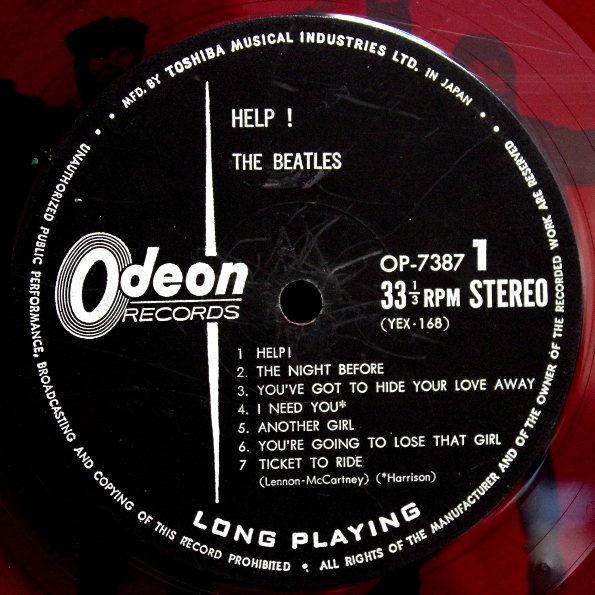 MFD. BY TOSHIBA MUSICAL INDUSTRIES LTD. IN JAPAN
HELP !
THE BEATLES
Odeon
RECORDS
OP-7387 1
33 1/3 RPM STEREO
(YEX-168)
1 HELP!
2. THE NIGHT BEFORE
3. YOU'VE GOT TO HIDE YOUR LOVE AWAY
4. I NEED YOU*
5. ANOTHER GIRL
6. YOU'RE GOING TO LOSE THAT GIRL
7 TICKET TO RIDE
(Lennon-McCartney) (*Harrison)
LONG PLAYING
UNAUTHORIZED PUBLIC PERFORMANCE, BROADCASTING AND COPYING OF THIS RECORD PROHIBITED • ALL RIGHTS OF THE MANUFACTURER AND OF THE OWNER OF THE RECORDED WORK ARE RESERVED